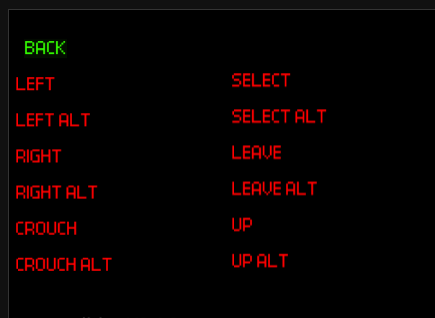 BACK
LEFT
LEFT ALT
RIGHT
RIGHT ALT
CROUCH
CROUCH ALT
SELECT
SELECT ALT
LEAVE
LEAVE ALT
UP
UP ALT